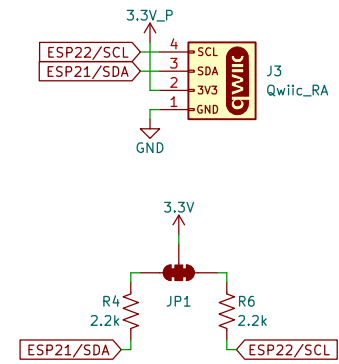 3.3V_P
ESP22/SCL 4 SCL
ESP21/SDA 3 SDA J3
2 3V3 Qwiic_RA
1 GND
qwiic
GND
3.3V
R4 JP1 R6
2.2k 2.2k
ESP21/SDA ESP22/SCL